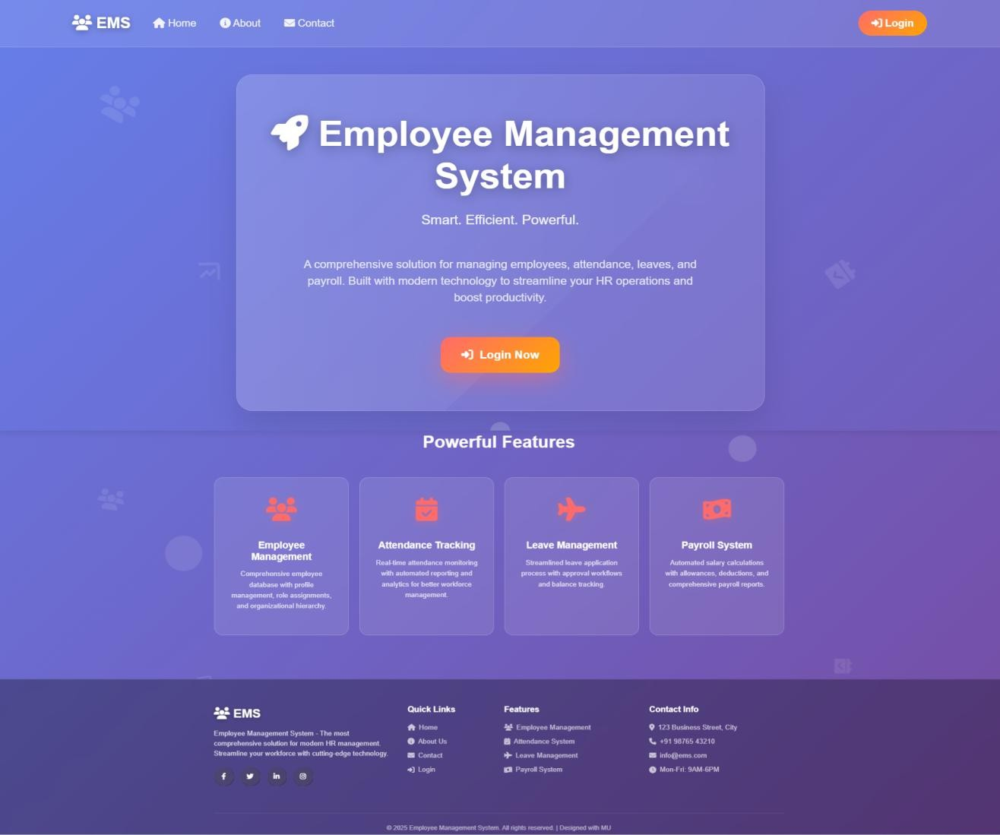 EMS
Home
About
Contact
Login
Employee Management
System
Smart. Efficient. Powerful.
A comprehensive solution for managing employees, attendance, leaves, and
payroll. Built with modern technology to streamline your HR operations and
boost productivity.
Login Now
Powerful Features
Employee
Management
Comprehensive employee
database with profile
management, role assignments,
and organizational hierarchy.
Attendance Tracking
Real-time attendance monitoring
with automated reporting and
analytics for better workforce
management.
Leave Management
Streamlined leave application
process with approval workflows
and balance tracking.
Payroll System
Automated salary calculations
with allowances, deductions, and
comprehensive payroll reports.
EMS
Employee Management System - The most
comprehensive solution for modern HR management.
Streamline your workforce with cutting-edge technology.
Quick Links
Home
About Us
Contact
Login
Features
Employee Management
Attendance System
Leave Management
Payroll System
Contact Info
123 Business Street, City
+91 98765 43210
info@ems.com
Mon-Fri: 9AM-6PM
© 2025 Employee Management System. All rights reserved. | Designed with MU